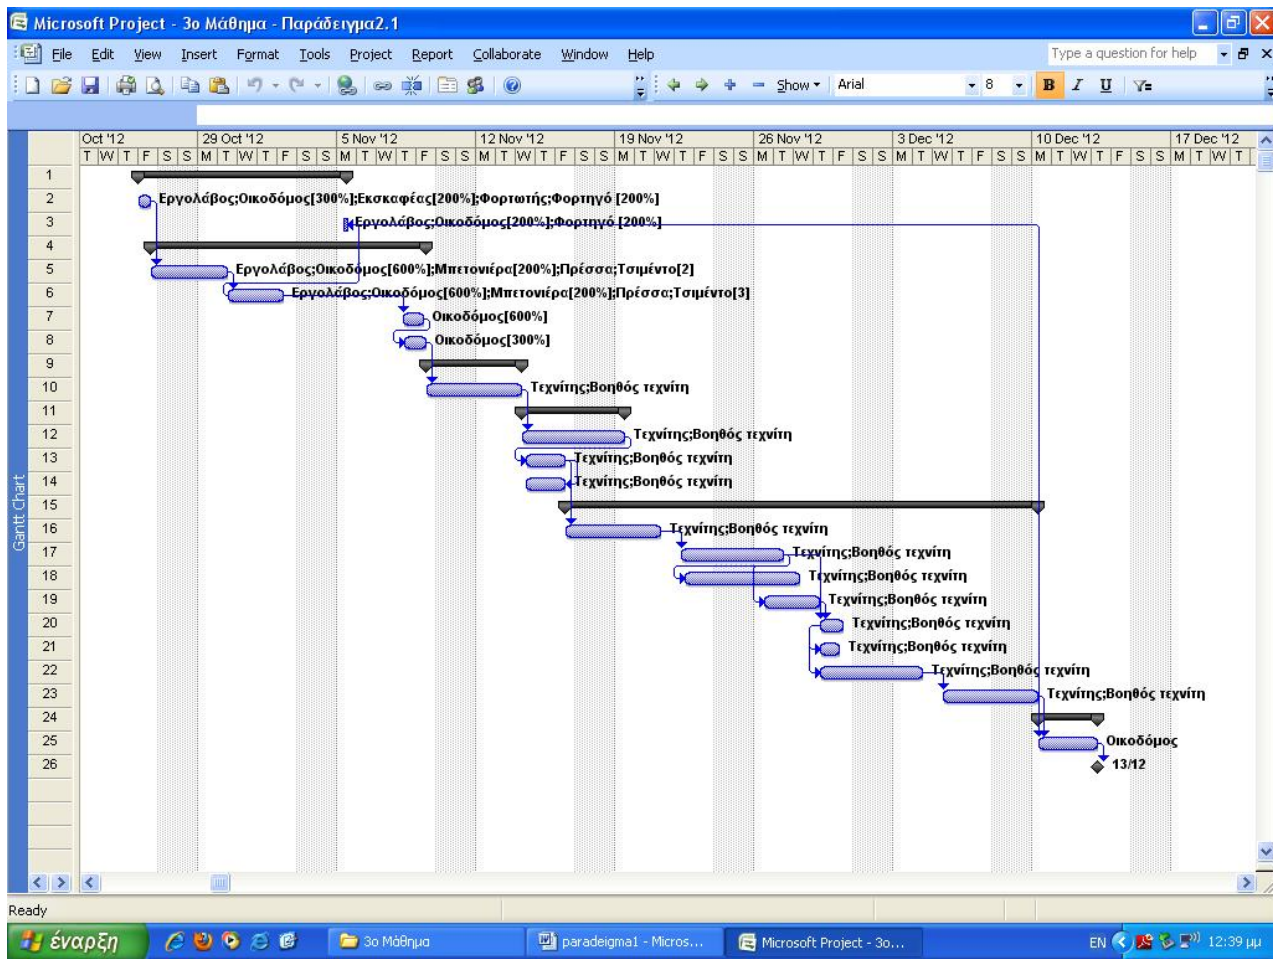 Microsoft Project - 3ο Μάθημα - Παράδειγμα2.1
File Edit View Insert Format Tools Project Report Collaborate Window Help Type a question for help
Show Arial 8 B I U
Oct '12 29 Oct '12 5 Nov '12 12 Nov '12 19 Nov '12 26 Nov '12 3 Dec '12 10 Dec '12 17 Dec '12
T W T F S S M T W T F S S M T W T F S S M T W T F S S M T W T F S S M T W T F S S M T W T F S S M T W T F S S M T W T
1
2 Εργολάβος;Οικοδόμος[300%];Εκσκαφέας[200%];Φορτωτής;Φορτηγό [200%]
3 Εργολάβος;Οικοδόμος[200%];Φορτηγό [200%]
4
5 Εργολάβος;Οικοδόμος[600%];Μπετονιέρα[200%];Πρέσσα;Τσιμέντο[2]
6 Εργολάβος;Οικοδόμος[600%];Μπετονιέρα[200%];Πρέσσα;Τσιμέντο[3]
7 Οικοδόμος[600%]
8 Οικοδόμος[300%]
9
10 Τεχνίτης;Βοηθός τεχνίτη
11
12 Τεχνίτης;Βοηθός τεχνίτη
13 Τεχνίτης;Βοηθός τεχνίτη
14 Τεχνίτης;Βοηθός τεχνίτη
15
16 Τεχνίτης;Βοηθός τεχνίτη
17 Τεχνίτης;Βοηθός τεχνίτη
18 Τεχνίτης;Βοηθός τεχνίτη
19 Τεχνίτης;Βοηθός τεχνίτη
20 Τεχνίτης;Βοηθός τεχνίτη
21 Τεχνίτης;Βοηθός τεχνίτη
22 Τεχνίτης;Βοηθός τεχνίτη
23 Τεχνίτης;Βοηθός τεχνίτη
24
25 Οικοδόμος
26 13/12
Gantt Chart
Ready
έναρξη 3ο Μάθημα paradeigma1 - Micros... Microsoft Project - 3ο... EN 12:39 μμ